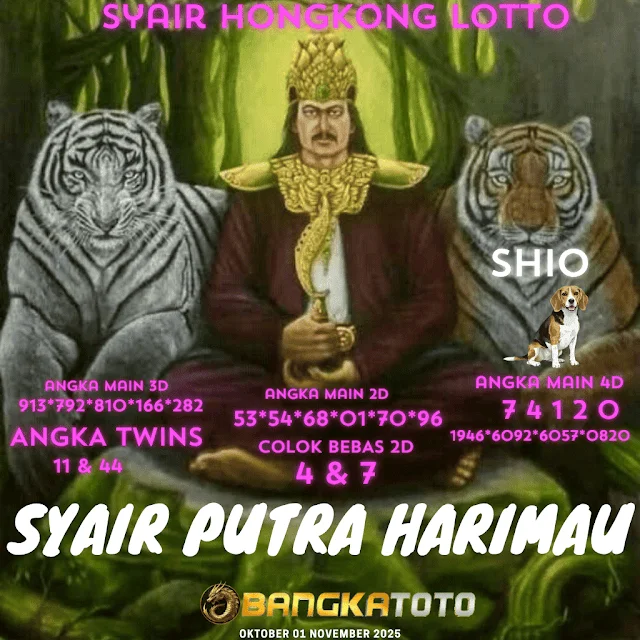 SYAIR HONGKONG LOTTO
SHIO
ANGKA MAIN 3D
913*792*810*166*282
ANGKA TWINS
11 & 44
ANGKA MAIN 2D
53*54*68*01*70*96
COLOK BEBAS 2D
4 & 7
ANGKA MAIN 4D
7 4 1 2 0
1946*6092*6057*0820
SYAIR PUTRA HARIMAU
BANGKATOTO
OKTOBER 01 NOVEMBER 2025